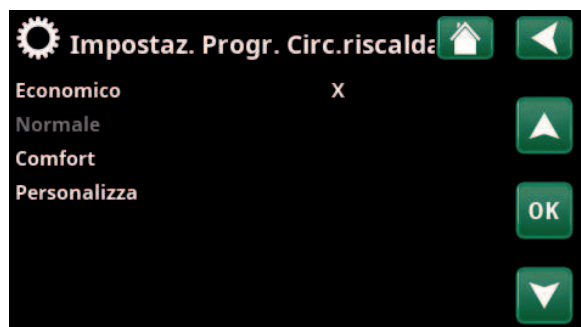 Impostaz. Progr. Circ.riscalda
Economico X
Normale
Comfort
Personalizza
OK